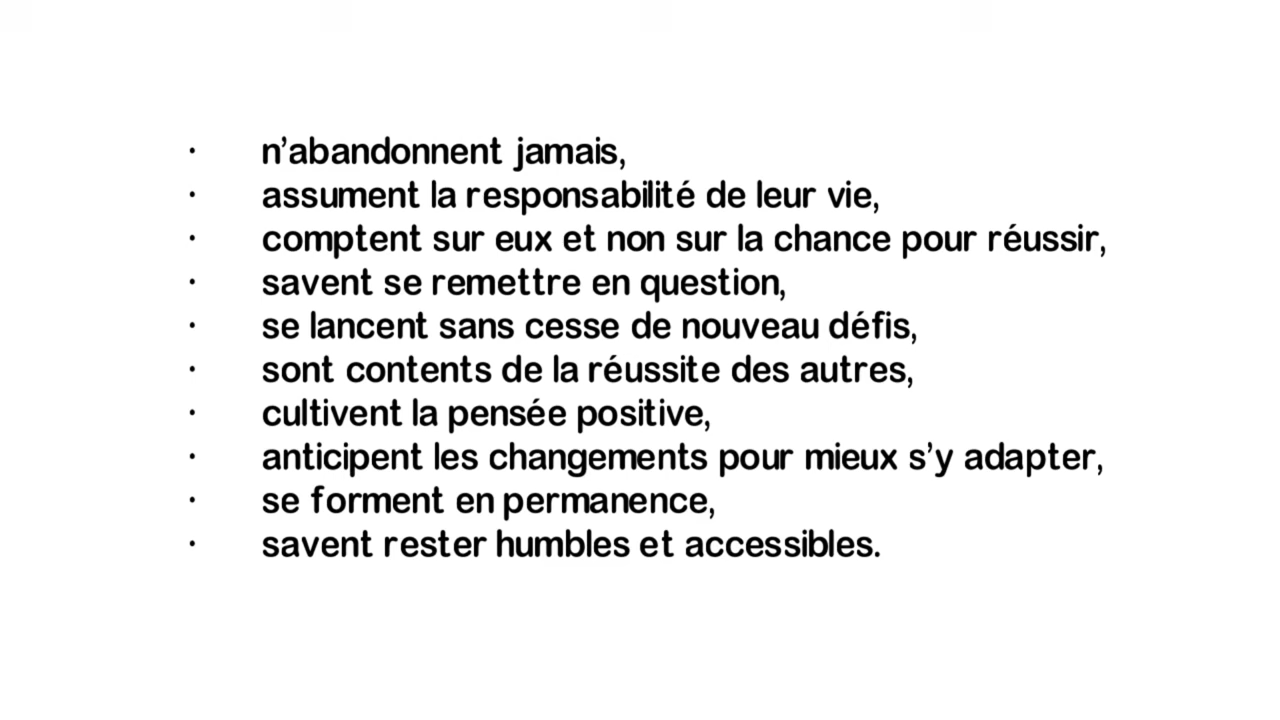 · n’abandonnent jamais,
· assument la responsabilité de leur vie,
· comptent sur eux et non sur la chance pour réussir,
· savent se remettre en question,
· se lancent sans cesse de nouveau défis,
· sont contents de la réussite des autres,
· cultivent la pensée positive,
· anticipent les changements pour mieux s’y adapter,
· se forment en permanence,
· savent rester humbles et accessibles.